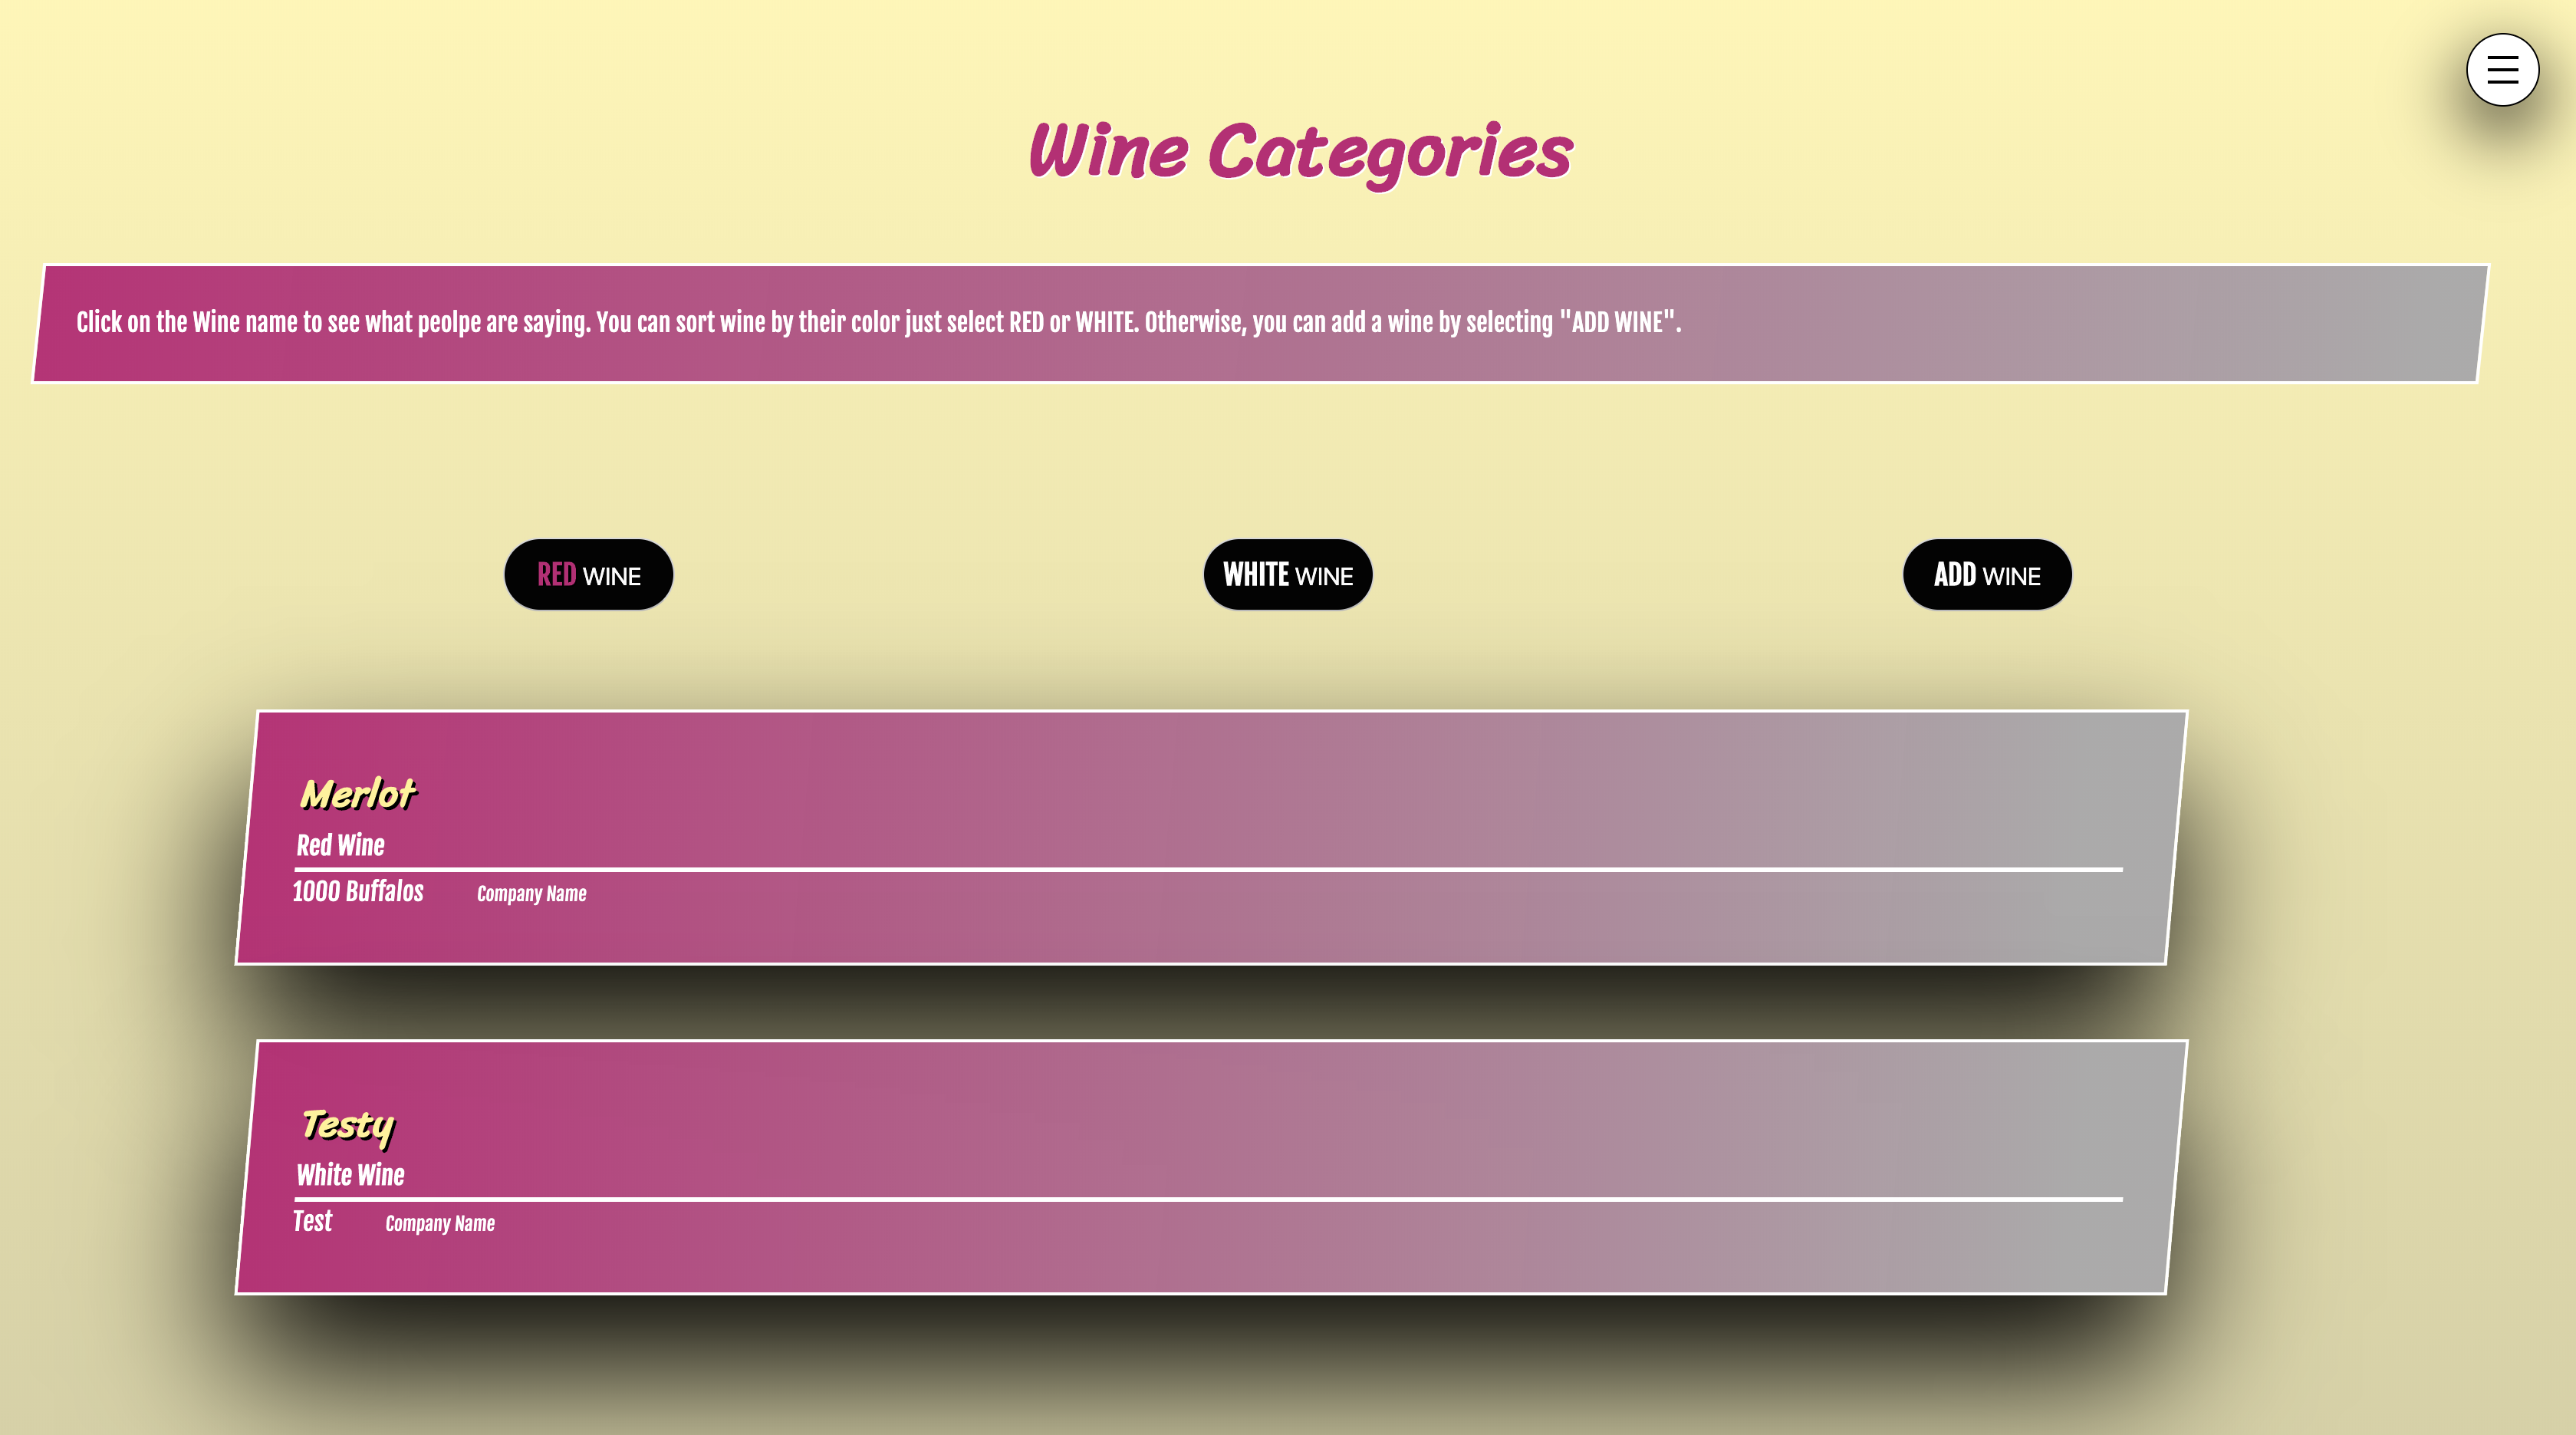 Wine Categories
Click on the Wine name to see what peolpe are saying. You can sort wine by their color just select RED or WHITE. Otherwise, you can add a wine by selecting "ADD WINE".
RED WINE
WHITE WINE
ADD WINE
Merlot
Red Wine
1000 Buffalos Company Name
Testy
White Wine
Test Company Name